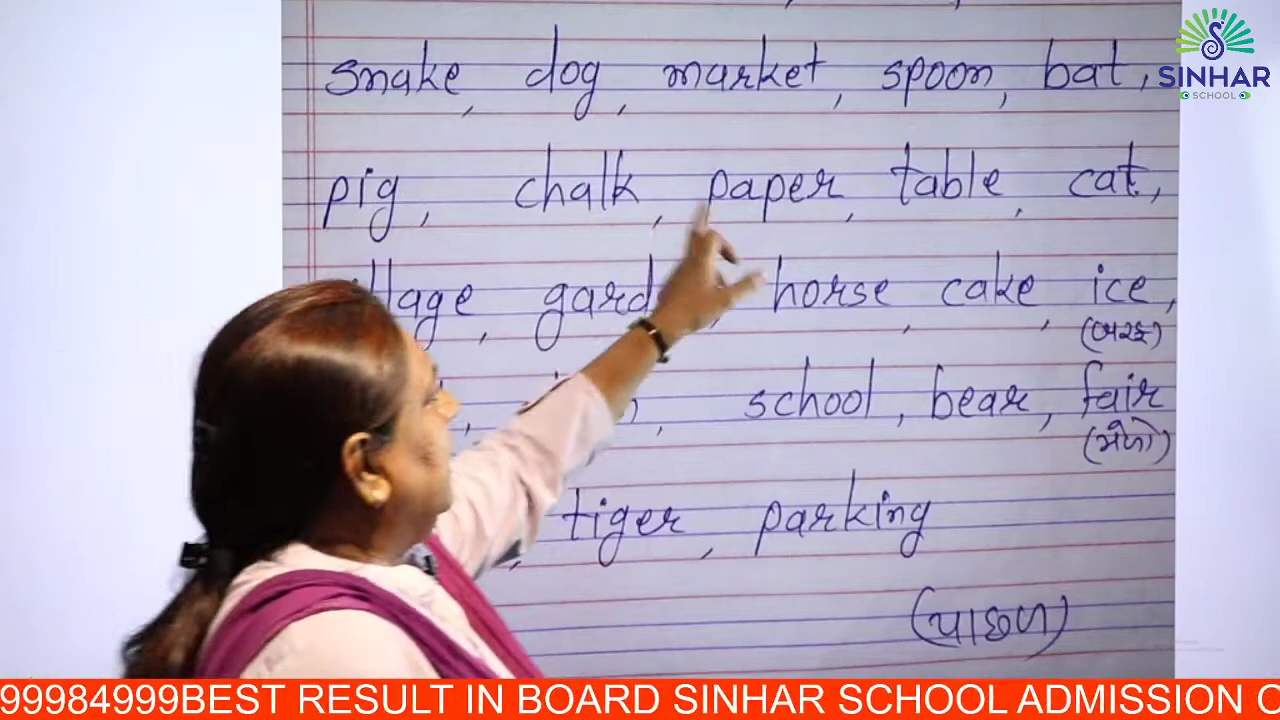 SINHAR
SCHOOL
snake, dog, market, spoon, bat,
pig, chalk, paper, table, cat,
horse, cake, ice,
(બરફ)
school, bear, fair
(મેળો)
tiger, parking
(પાછળ)
99984999BEST RESULT IN BOARD SINHAR SCHOOL ADMISSION